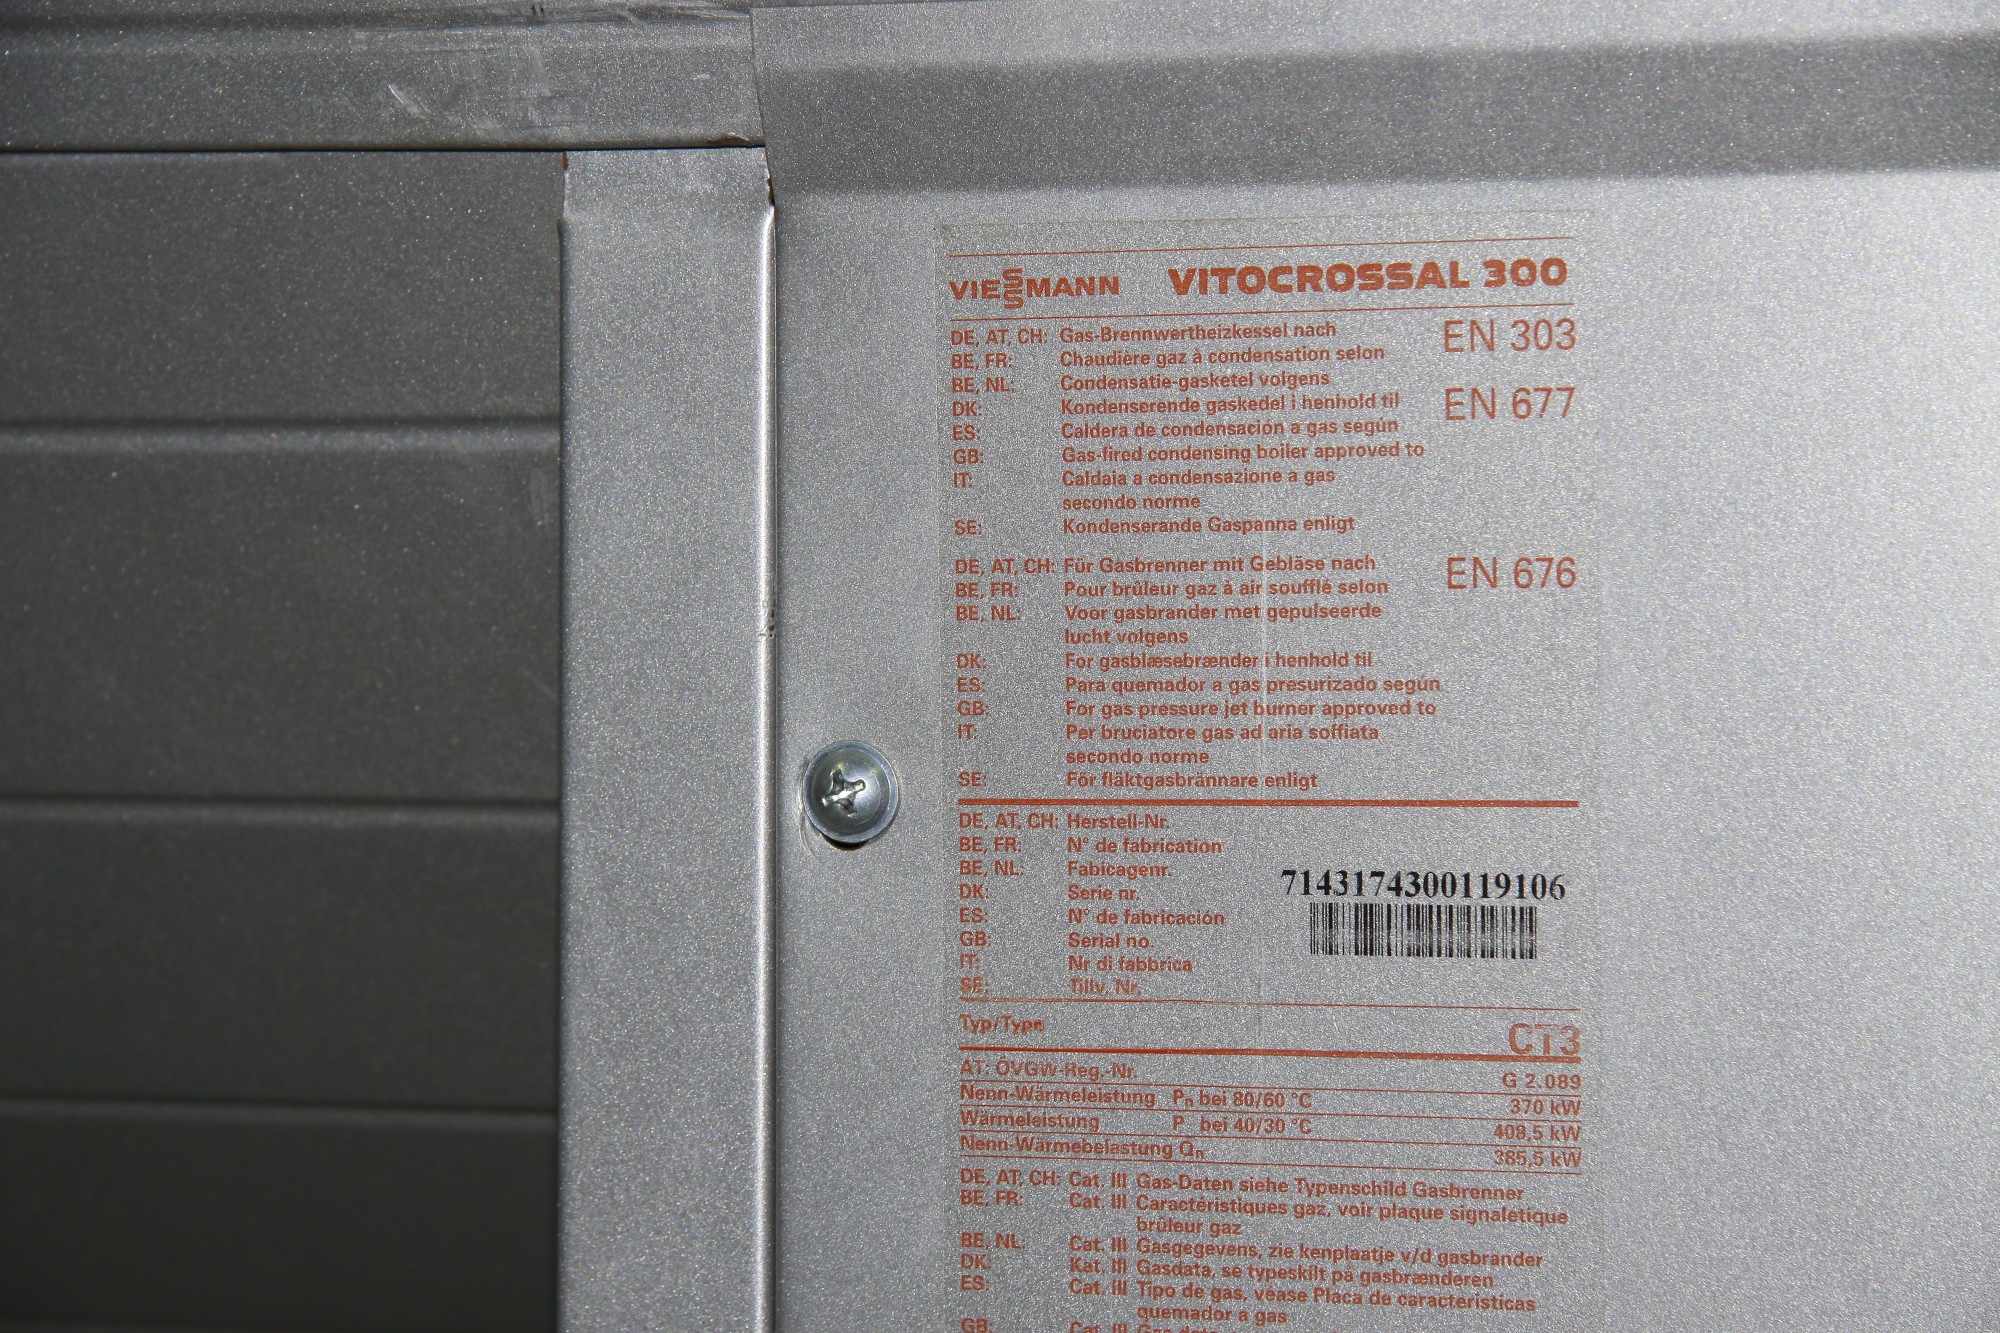 VIESSMANN VITOCROSSAL 300
DE, AT, CH: Gas-Brennwertheizkessel nach EN 303
BE, FR: Chaudière gaz à condensation selon
BE, NL: Condensatie-gasketel volgens
DK: Kondenserende gaskedel i henhold til EN 677
ES: Caldera de condensación a gas según
GB: Gas-fired condensing boiler approved to
IT: Caldaia a condensazione a gas
secondo norme
SE: Kondenserande Gaspanna enligt
DE, AT, CH: Für Gasbrenner mit Gebläse nach EN 676
BE, FR: Pour brûleur gaz à air soufflé selon
BE, NL: Voor gasbrander met gepulseerde
lucht volgens
DK: For gasblæsebrænder i henhold til
ES: Para quemador a gas presurizado según
GB: For gas pressure jet burner approved to
IT: Per bruciatore gas ad aria soffiata
secondo norme
SE: För fläktgasbrännare enligt
DE, AT, CH: Herstell-Nr.
BE, FR: N° de fabrication
BE, NL: Fabicagenr.
DK: Serie nr.
ES: N° de fabricación
GB: Serial no.
IT: Nr di fabbrica
SE: Tillv. Nr.
7143174300119106
Typ/Type CT3
AT: ÖVGW-Reg.-Nr. G 2.089
Nenn-Wärmeleistung Pn bei 80/60 °C 370 kW
Wärmeleistung P bei 40/30 °C 408,5 kW
Nenn-Wärmebelastung Qn 385,5 kW
DE, AT, CH: Cat. III Gas-Daten siehe Typenschild Gasbrenner
BE, FR: Cat. III Caractéristiques gaz, voir plaque signaletique
brûleur gaz
BE, NL: Cat. III Gasgegevens, zie kenplaatje v/d gasbrander
DK: Kat. III Gasdata, se typeskilt på gasbrænderen
ES: Cat. III Tipo de gas, véase Placa de características
quemador a gas
GB: Cat. III Gas data